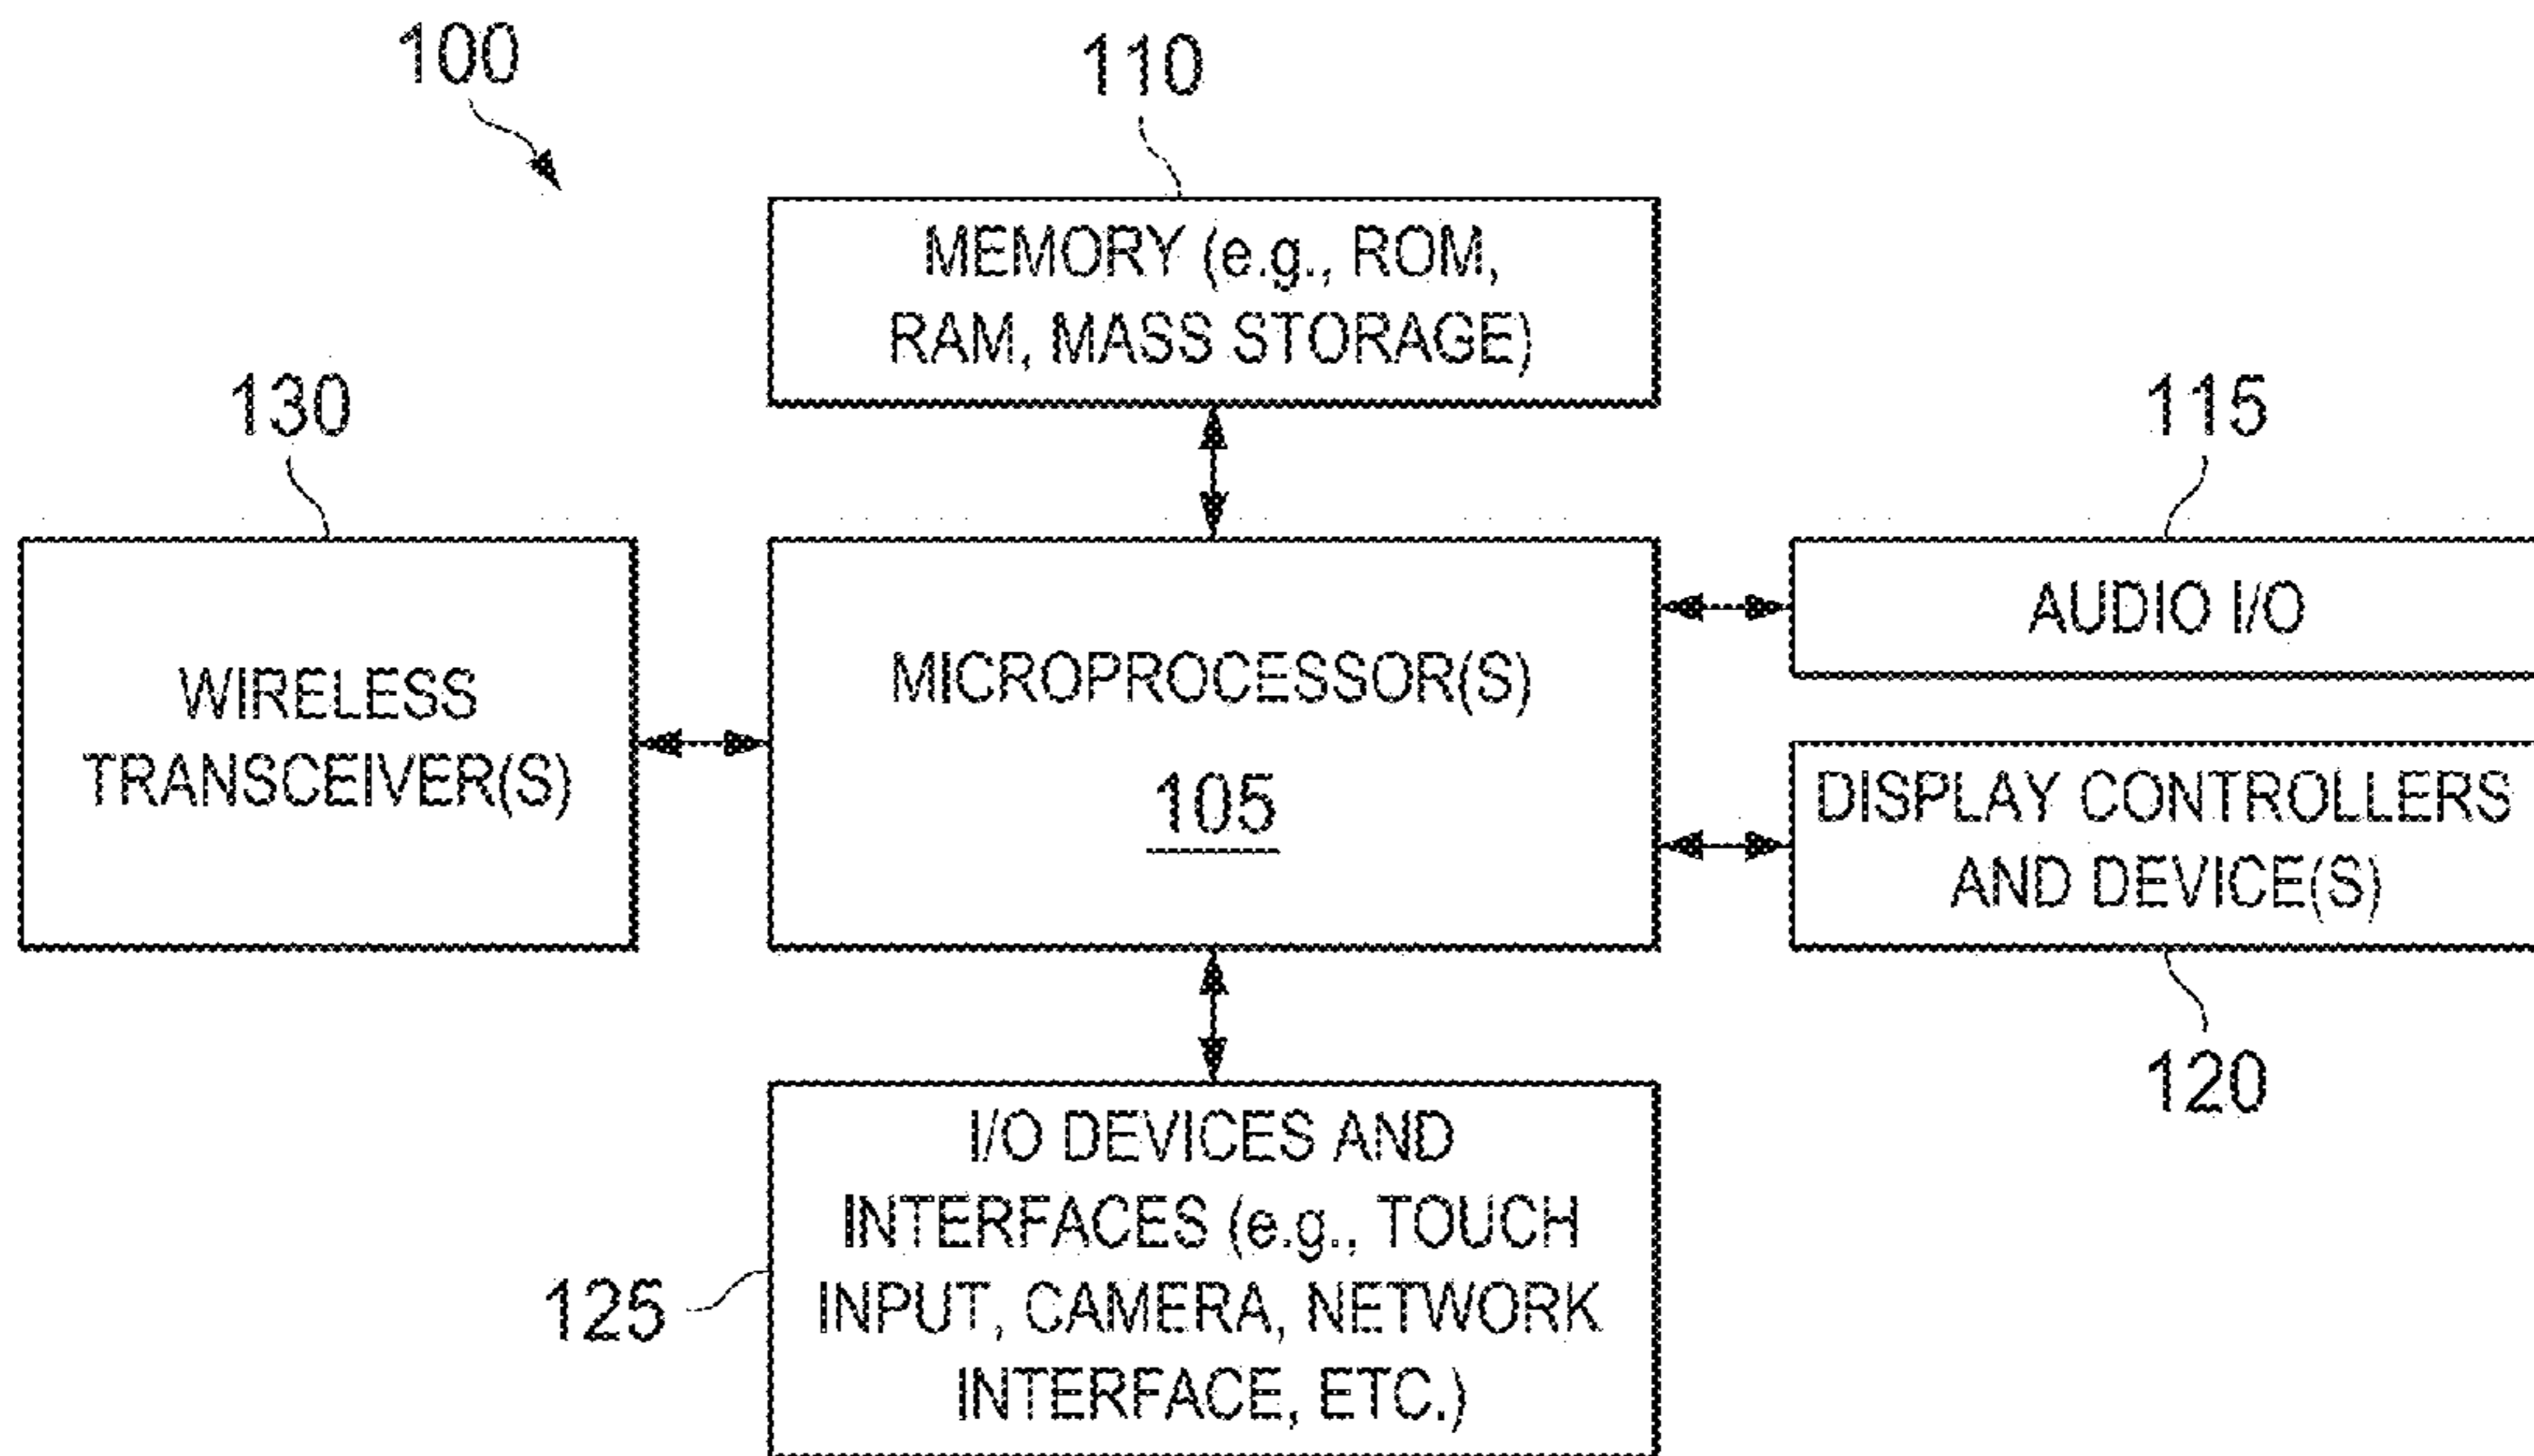 100
110
MEMORY (e.g., ROM,
RAM, MASS STORAGE)
130
115
WIRELESS
TRANSCEIVER(S)
MICROPROCESSOR(S)
105
AUDIO I/O
DISPLAY CONTROLLERS
AND DEVICE(S)
120
I/O DEVICES AND
INTERFACES (e.g., TOUCH
INPUT, CAMERA, NETWORK
INTERFACE, ETC.)
125